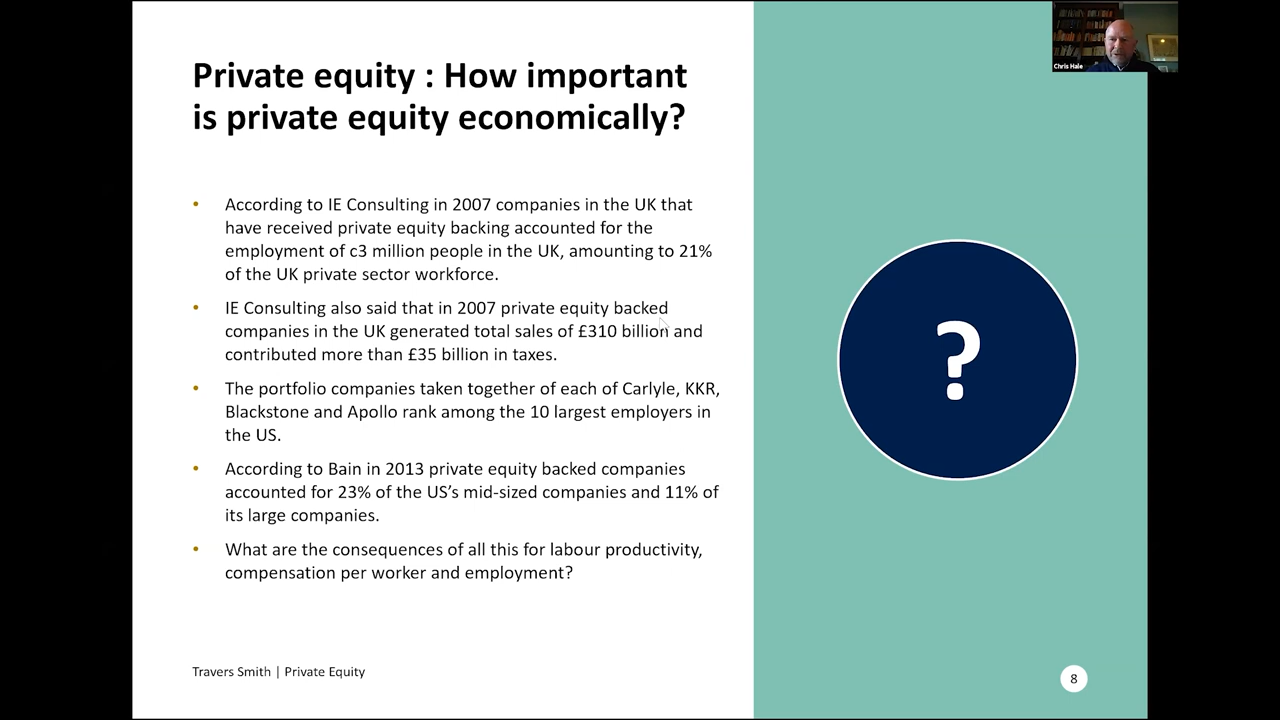 Chris Hale
Private equity : How important
is private equity economically?
• According to IE Consulting in 2007 companies in the UK that
have received private equity backing accounted for the
employment of c3 million people in the UK, amounting to 21%
of the UK private sector workforce.
• IE Consulting also said that in 2007 private equity backed
companies in the UK generated total sales of £310 billion and
contributed more than £35 billion in taxes.
• The portfolio companies taken together of each of Carlyle, KKR,
Blackstone and Apollo rank among the 10 largest employers in
the US.
• According to Bain in 2013 private equity backed companies
accounted for 23% of the US’s mid-sized companies and 11% of
its large companies.
• What are the consequences of all this for labour productivity,
compensation per worker and employment?
?
Travers Smith | Private Equity
8